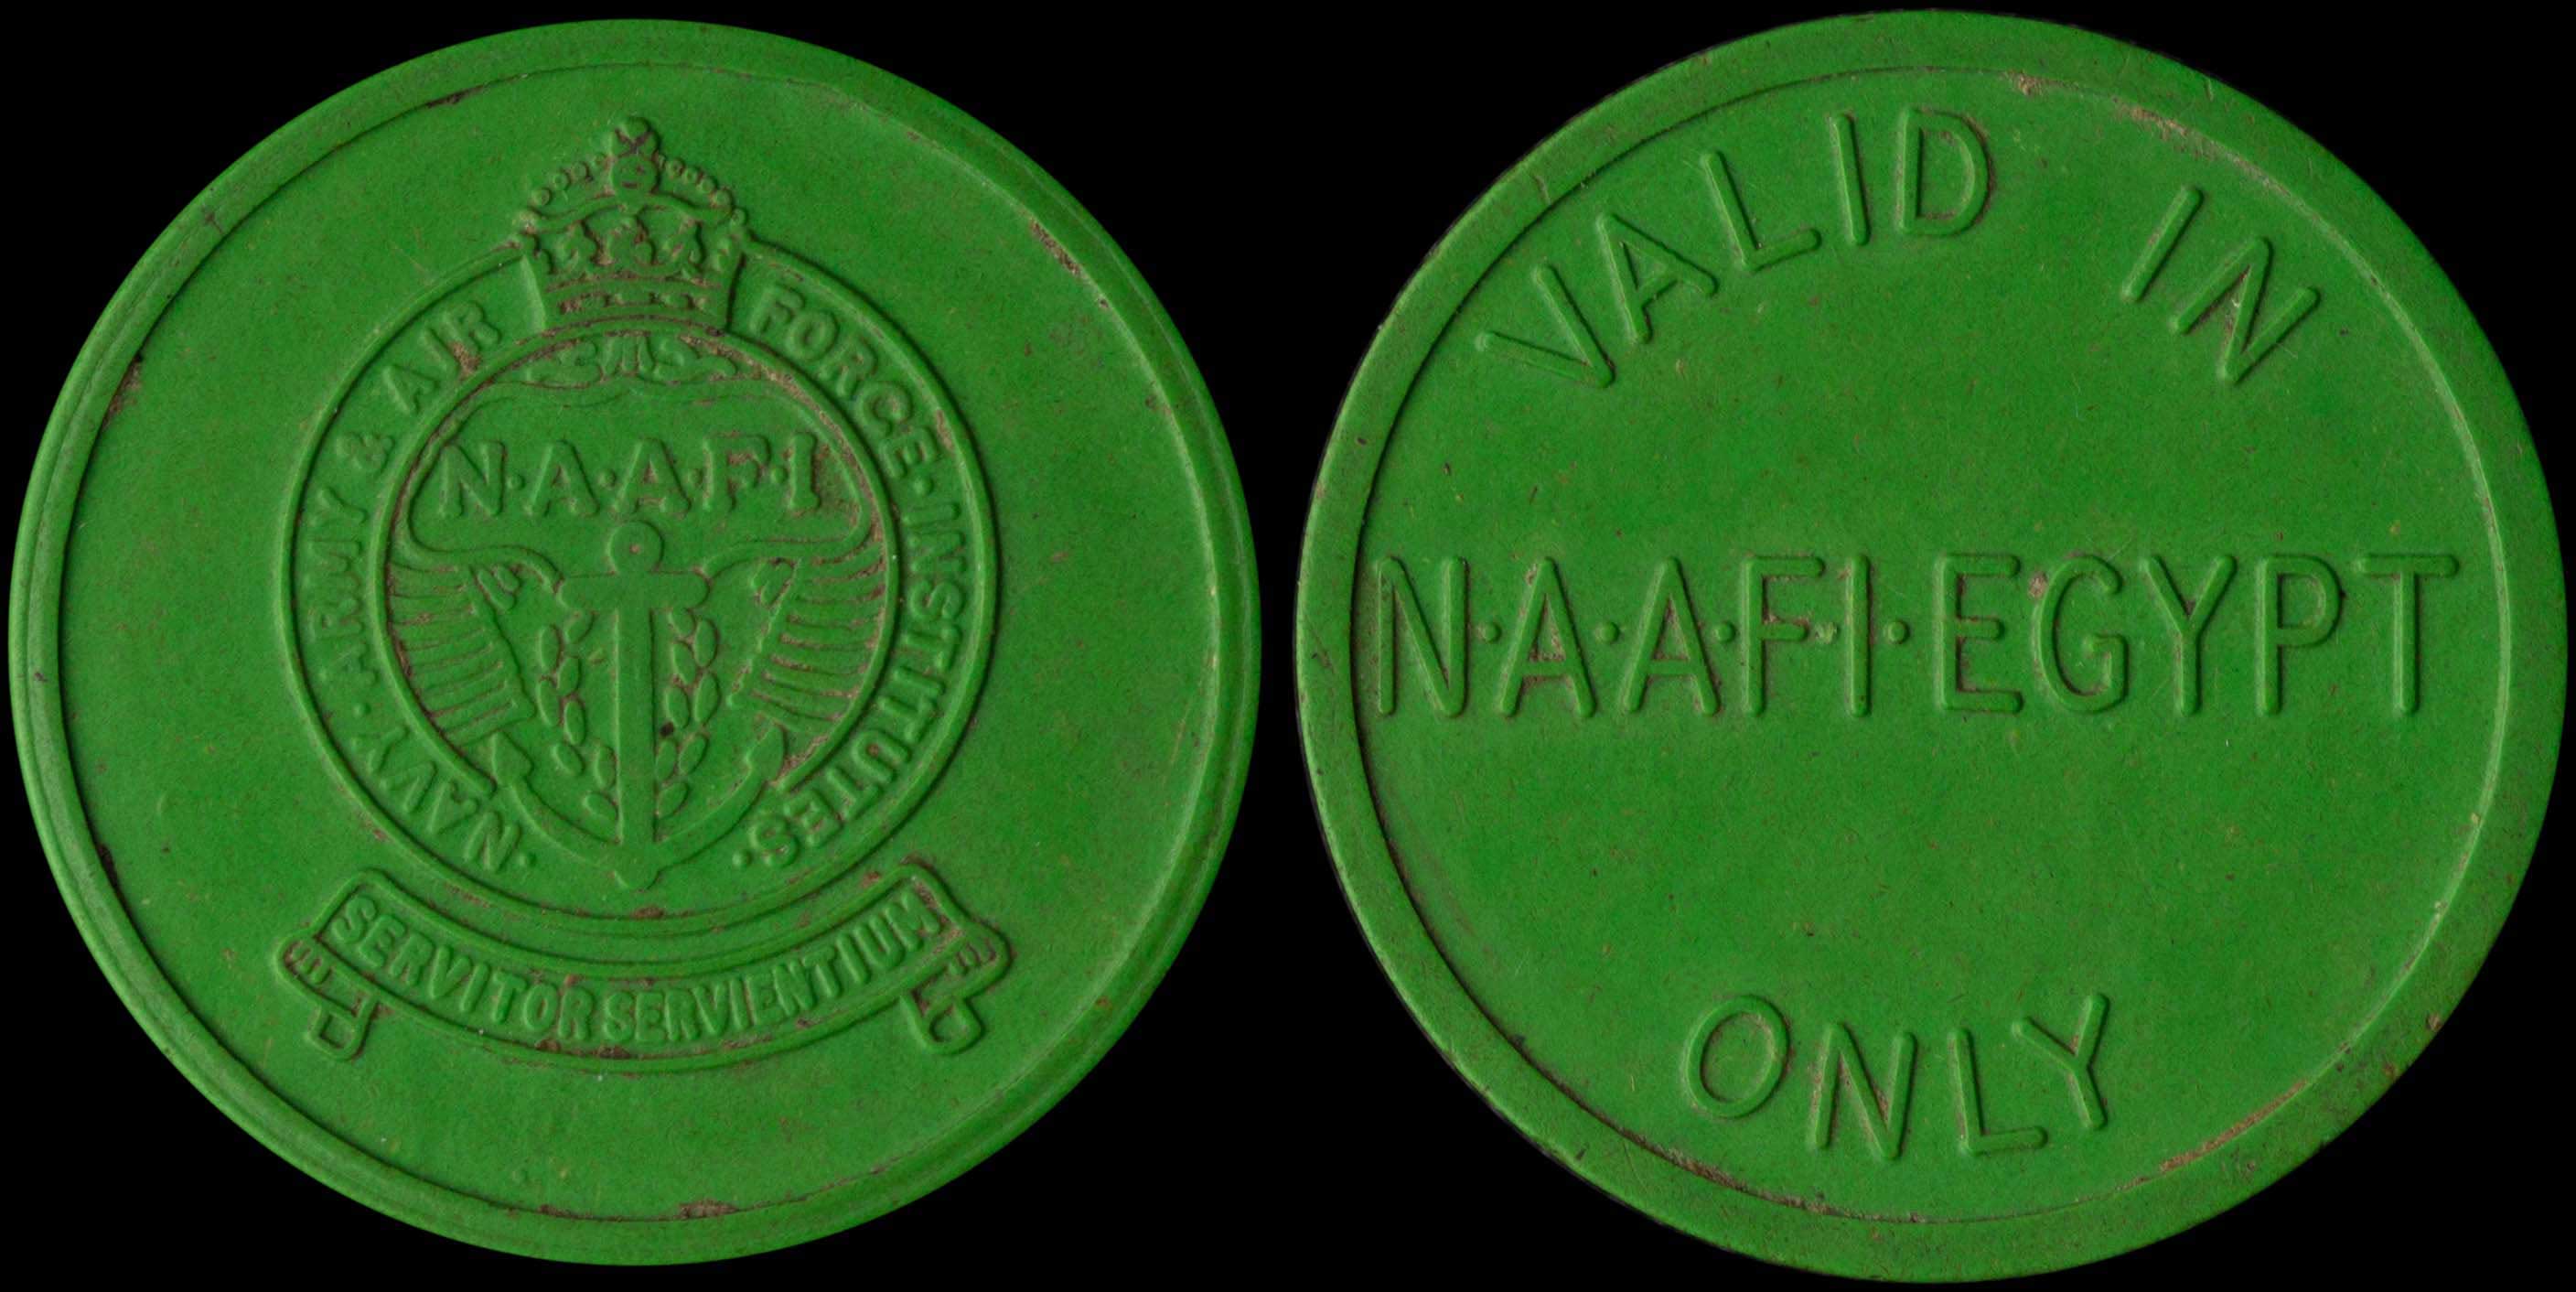 ·NAVY·ARMY & AIR FORCE·INSTITUTES·
N·A·A·F·I
SERVITOR SERVIENTIUM
VALID IN
N·A·A·F·I·EGYPT
ONLY